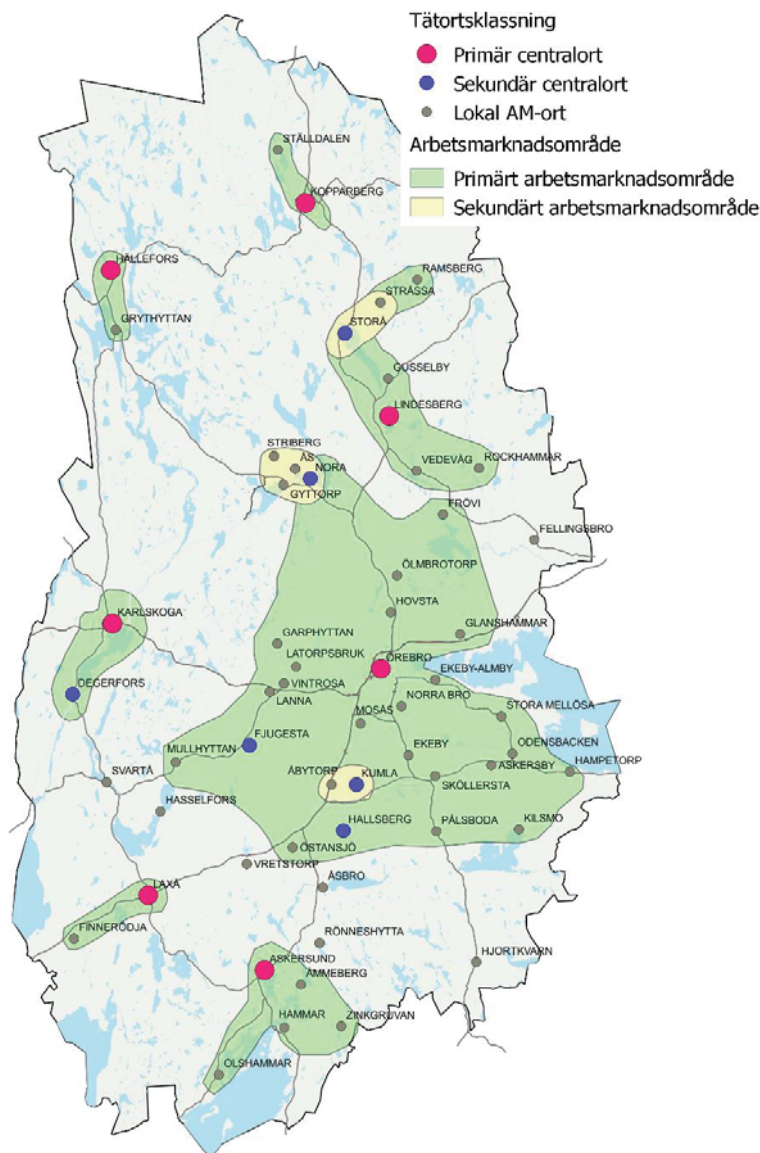 Tätortsklassning
Primär centralort
Sekundär centralort
Lokal AM-ort
Arbetsmarknadsområde
Primärt arbetsmarknadsområde
Sekundärt arbetsmarknadsområde
STÄLLDALEN
KOPPARBERG
HÄLLEFORS
RAMSBERG
STRÅSSA
GRYTHYTTAN
STORÅ
GUSSELBY
LINDESBERG
STRIBERG
ÅS
NORA
VEDEVÅG
ROCKHAMMAR
GYTTORP
FRÖVI
FELLINGSBRO
ÖLMBROTORP
HOVSTA
KARLSKOGA
GLANSHAMMAR
GARPHYTTAN
LATORPSBRUK
ÖREBRO
EKEBY-ALMBY
DEGERFORS
VINTROSA
LANNA
NORRA BRO
STORA MELLÖSA
MOSÅS
FJUGESTA
MULLHYTTAN
EKEBY
ODENSBACKEN
ASKERSBY
HAMPETORP
SVARTÅ
ÅBYTORP
KUMLA
SKÖLLERSTA
HASSELFORS
HALLSBERG
PÅLSBODA
KILSMO
ÖSTANSJÖ
VRETSTORP
ÅSBRO
LAXÅ
FINNERÖDJA
RÖNNESHYTTA
ASKERSUND
HJORTKVARN
ÅMMEBERG
HAMMAR
ZINKGRUVAN
OLSHAMMAR